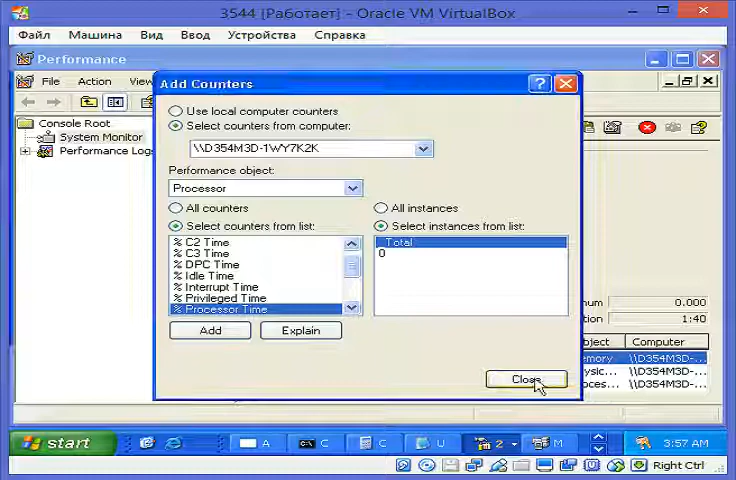 3544 [Работает] - Oracle VM VirtualBox
Файл Машина Вид Ввод Устройства Справка
Performance
File Action View
Add Counters
Use local computer counters
Select counters from computer:
\\D354M3D-1WY7K2K
Performance object:
Processor
All counters
All instances
Select counters from list:
Select instances from list:
% C2 Time
% C3 Time
% DPC Time
% Idle Time
% Interrupt Time
% Privileged Time
% Processor Time
_Total
0
Add
Explain
Close
Console Root
System Monitor
Performance Logs
0.000
1:40
Computer
\\D354M3D-...
\\D354M3D-...
\\D354M3D-...
start
A
C
C
U
2
M
3:57 AM
Right Ctrl